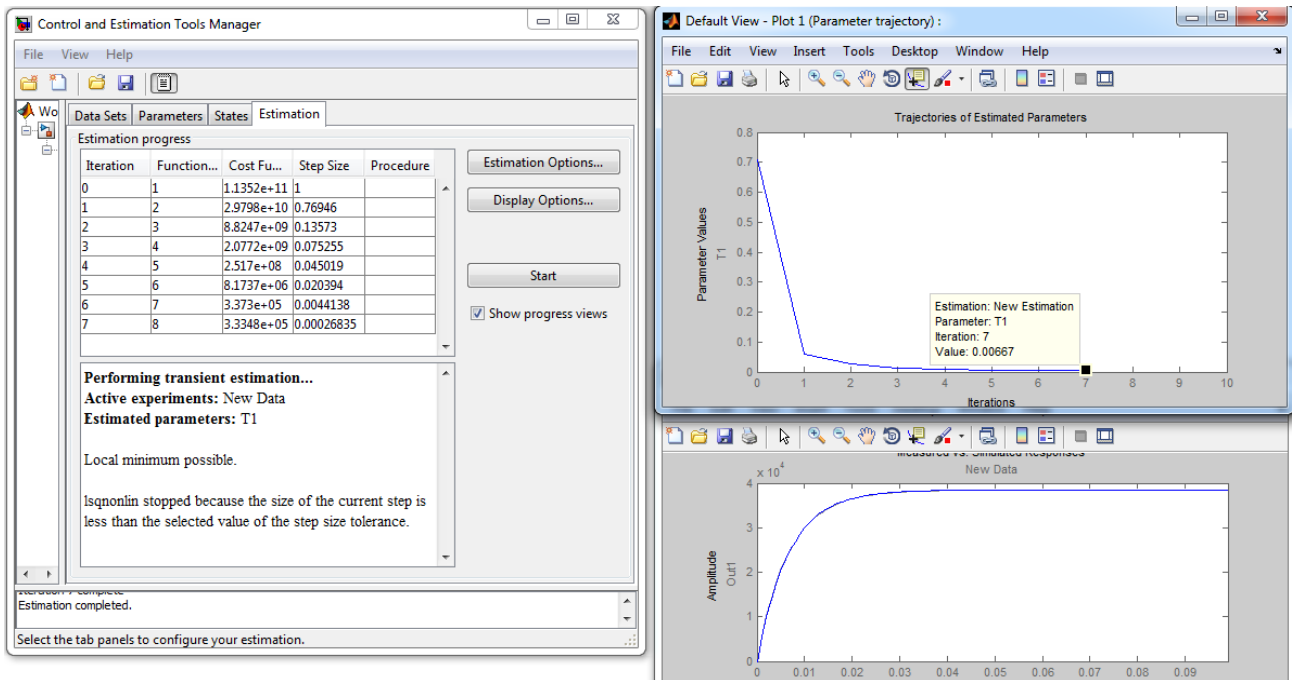 Control and Estimation Tools Manager
File View Help
Wo
Data Sets Parameters States Estimation
Estimation progress
Iteration Function... Cost Fu... Step Size Procedure
0 1 1.1352e+11 1
1 2 2.9798e+10 0.76946
2 3 8.8247e+09 0.13573
3 4 2.0772e+09 0.075255
4 5 2.517e+08 0.045019
5 6 8.1736e+06 0.020394
6 7 3.373e+05 0.0044138
7 8 3.3348e+05 0.00026835
Estimation Options...
Display Options...
Start
Show progress views
Performing transient estimation...
Active experiments: New Data
Estimated parameters: T1
Local minimum possible.
lsqnonlin stopped because the size of the current step is
less than the selected value of the step size tolerance.
Iteration 7 complete
Estimation completed.
Select the tab panels to configure your estimation.
Default View - Plot 1 (Parameter trajectory) :
File Edit View Insert Tools Desktop Window Help
Trajectories of Estimated Parameters
0.8
0.7
0.6
0.5
0.4
0.3
0.2
0.1
0
Parameter Values
T1
Estimation: New Estimation
Parameter: T1
Iteration: 7
Value: 0.00667
0 1 2 3 4 5 6 7 8 9 10
Iterations
Measured vs. Simulated Responses
New Data
x 10^4
4
3
2
1
0
Amplitude
Out1
0 0.01 0.02 0.03 0.04 0.05 0.06 0.07 0.08 0.09